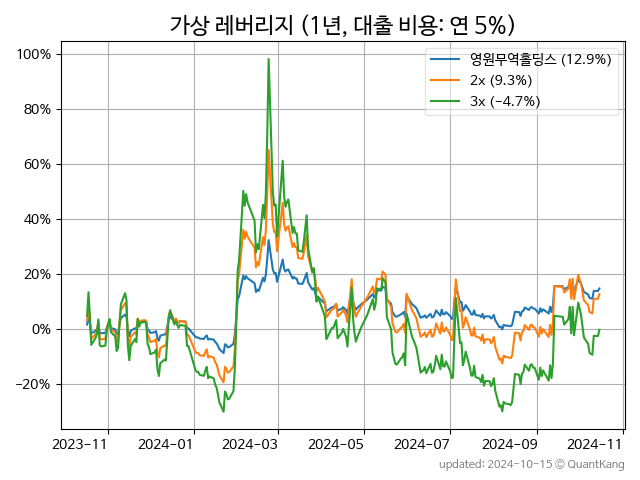 가상 레버리지 (1년, 대출 비용: 연 5%)
영원무역홀딩스 (12.9%)
2x (9.3%)
3x (−4.7%)
100%
80%
60%
40%
20%
0%
−20%
2023-11
2024-01
2024-03
2024-05
2024-07
2024-09
2024-11
updated: 2024-10-15 © QuantKang